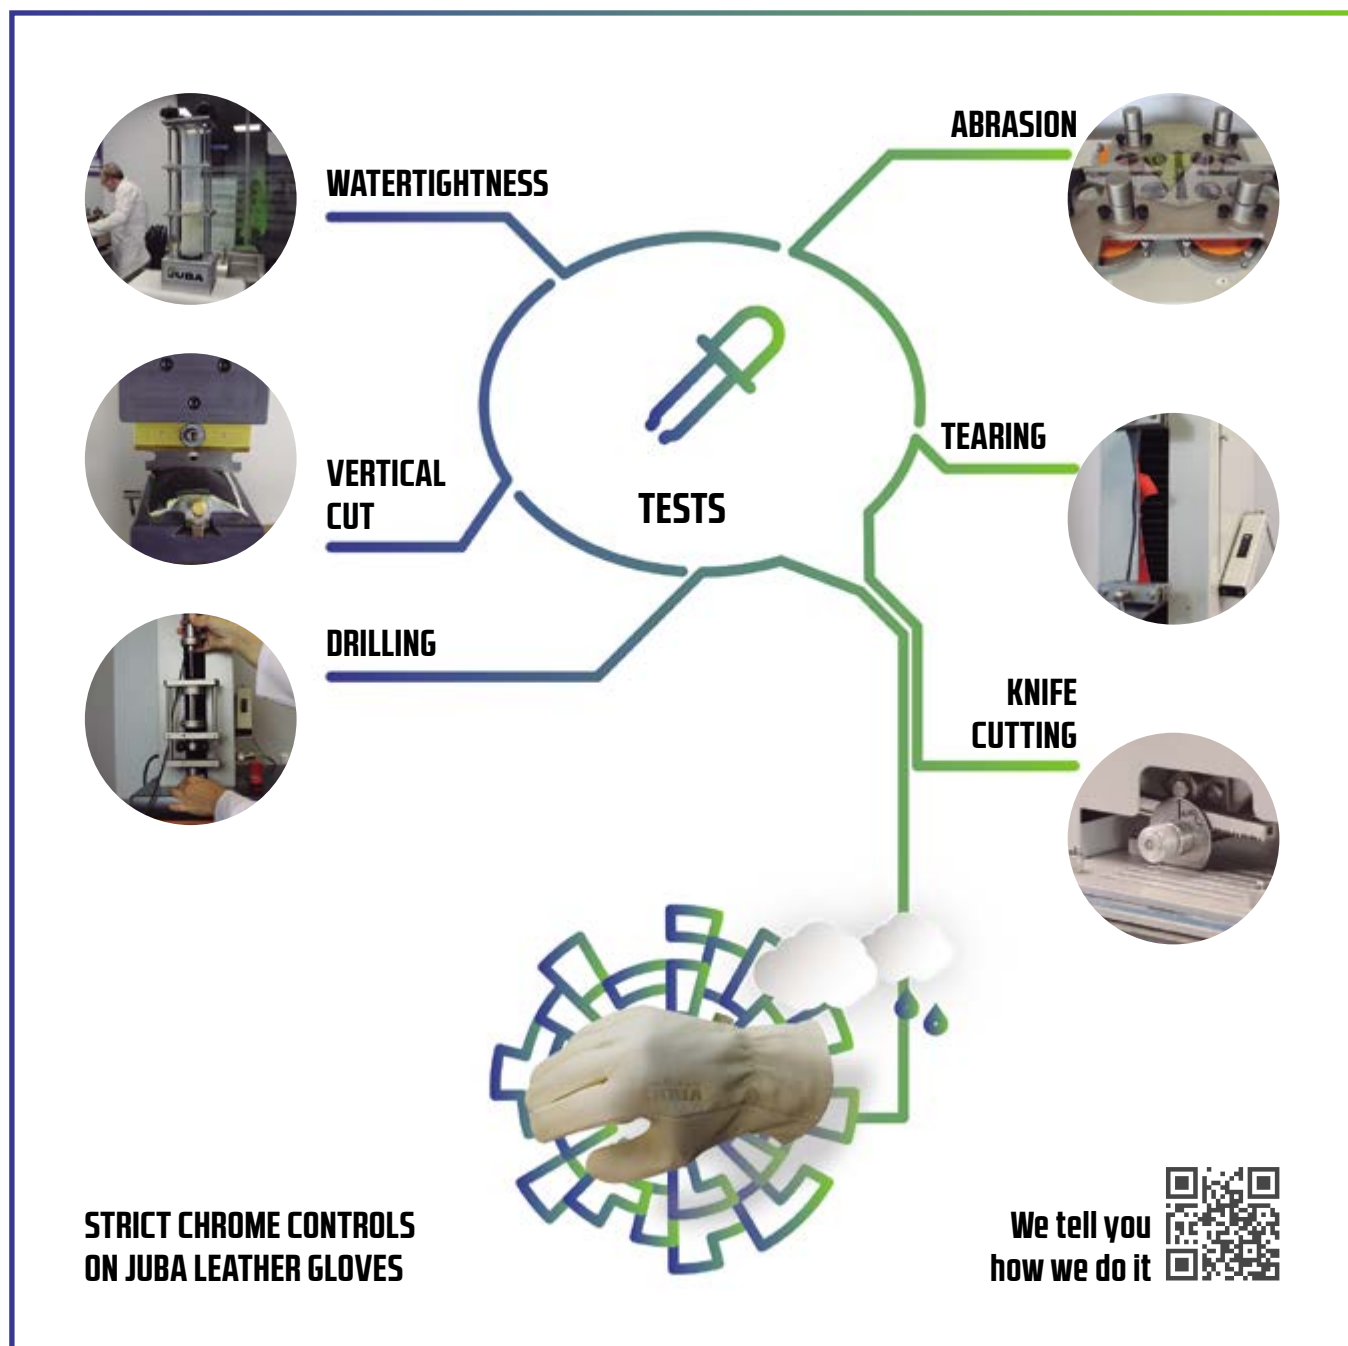 WATERTIGHTNESS
ABRASION
JUBA
VERTICAL
CUT
TEARING
TESTS
DRILLING
KNIFE
CUTTING
STRICT CHROME CONTROLS
ON JUBA LEATHER GLOVES
We tell you
how we do it